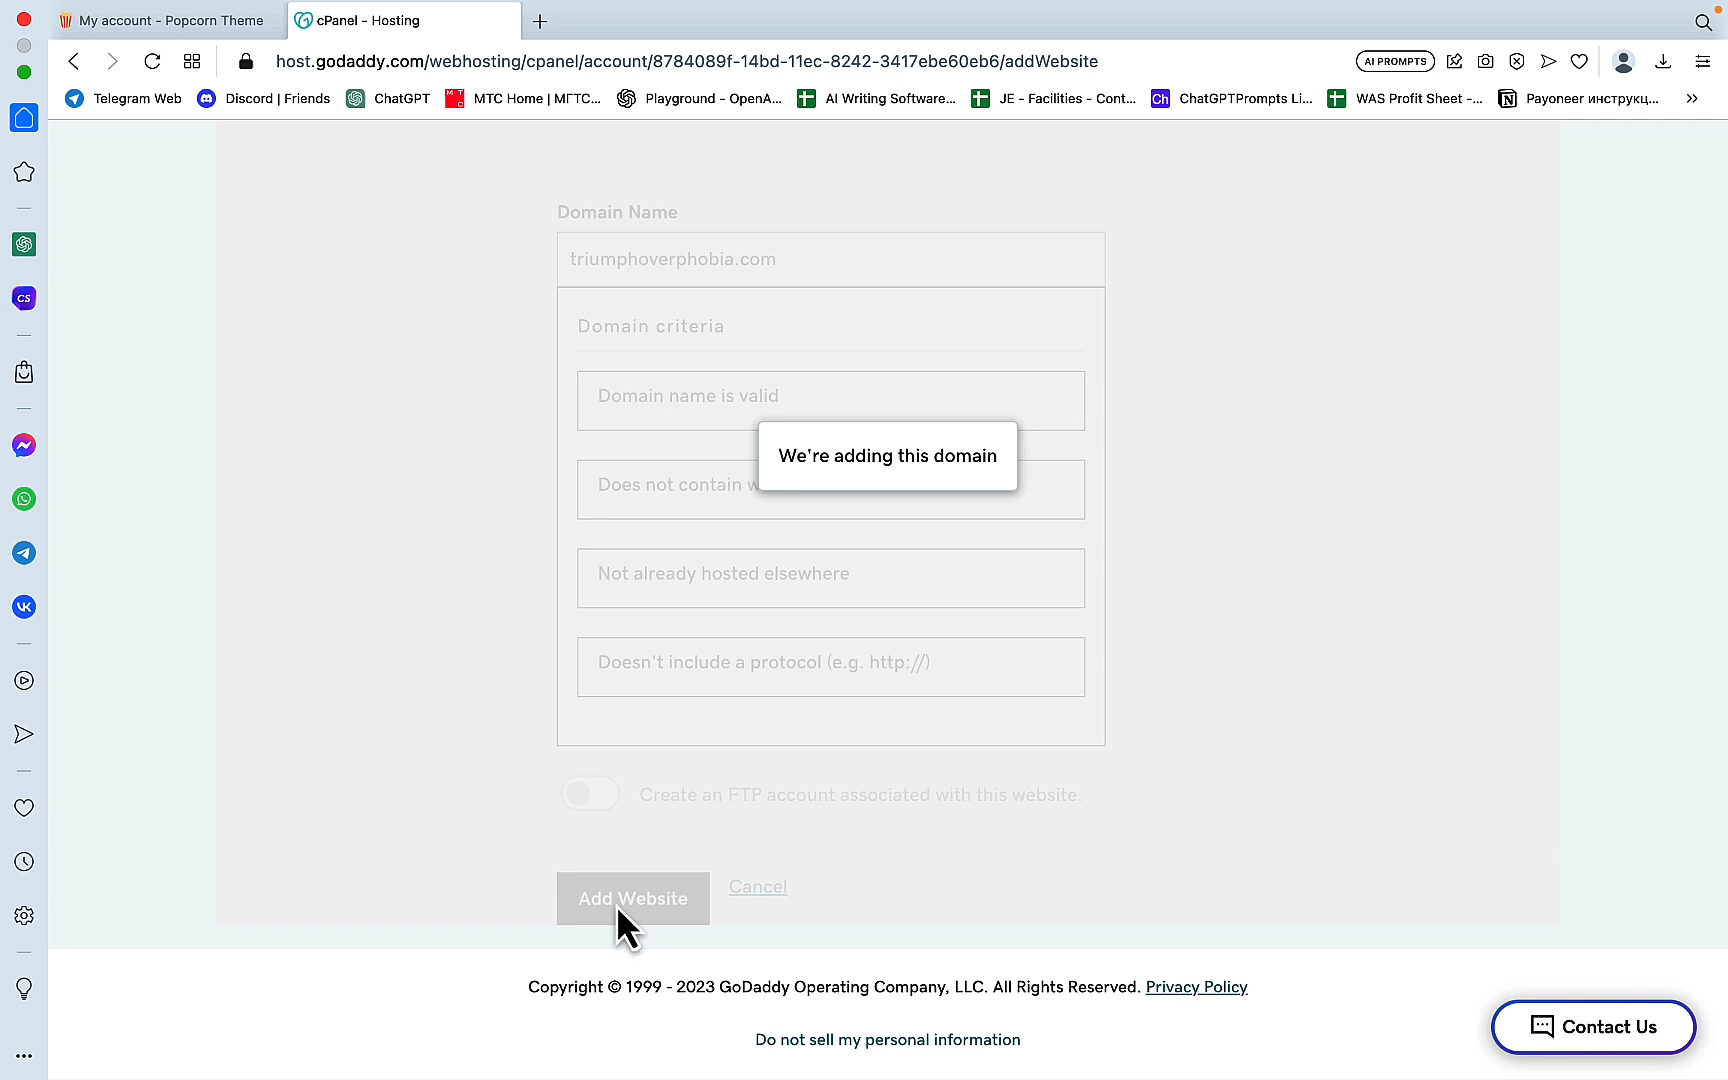 My account - Popcorn Theme
cPanel - Hosting
host.godaddy.com/webhosting/cpanel/account/8784089f-14bd-11ec-8242-3417ebe60eb6/addWebsite
AI PROMPTS
Telegram Web
Discord | Friends
ChatGPT
МТС
MTC Home | МГТС...
Playground - OpenA...
AI Writing Software...
JE - Facilities - Cont...
Ch
ChatGPTPrompts Li...
WAS Profit Sheet -...
Payoneer инструкц...
CS
Domain Name
triumphoverphobia.com
Domain criteria
Domain name is valid
We're adding this domain
Does not contain w
Not already hosted elsewhere
Doesn't include a protocol (e.g. http://)
Create an FTP account associated with this website.
Add Website
Cancel
Copyright © 1999 - 2023 GoDaddy Operating Company, LLC. All Rights Reserved. Privacy Policy
Do not sell my personal information
Contact Us